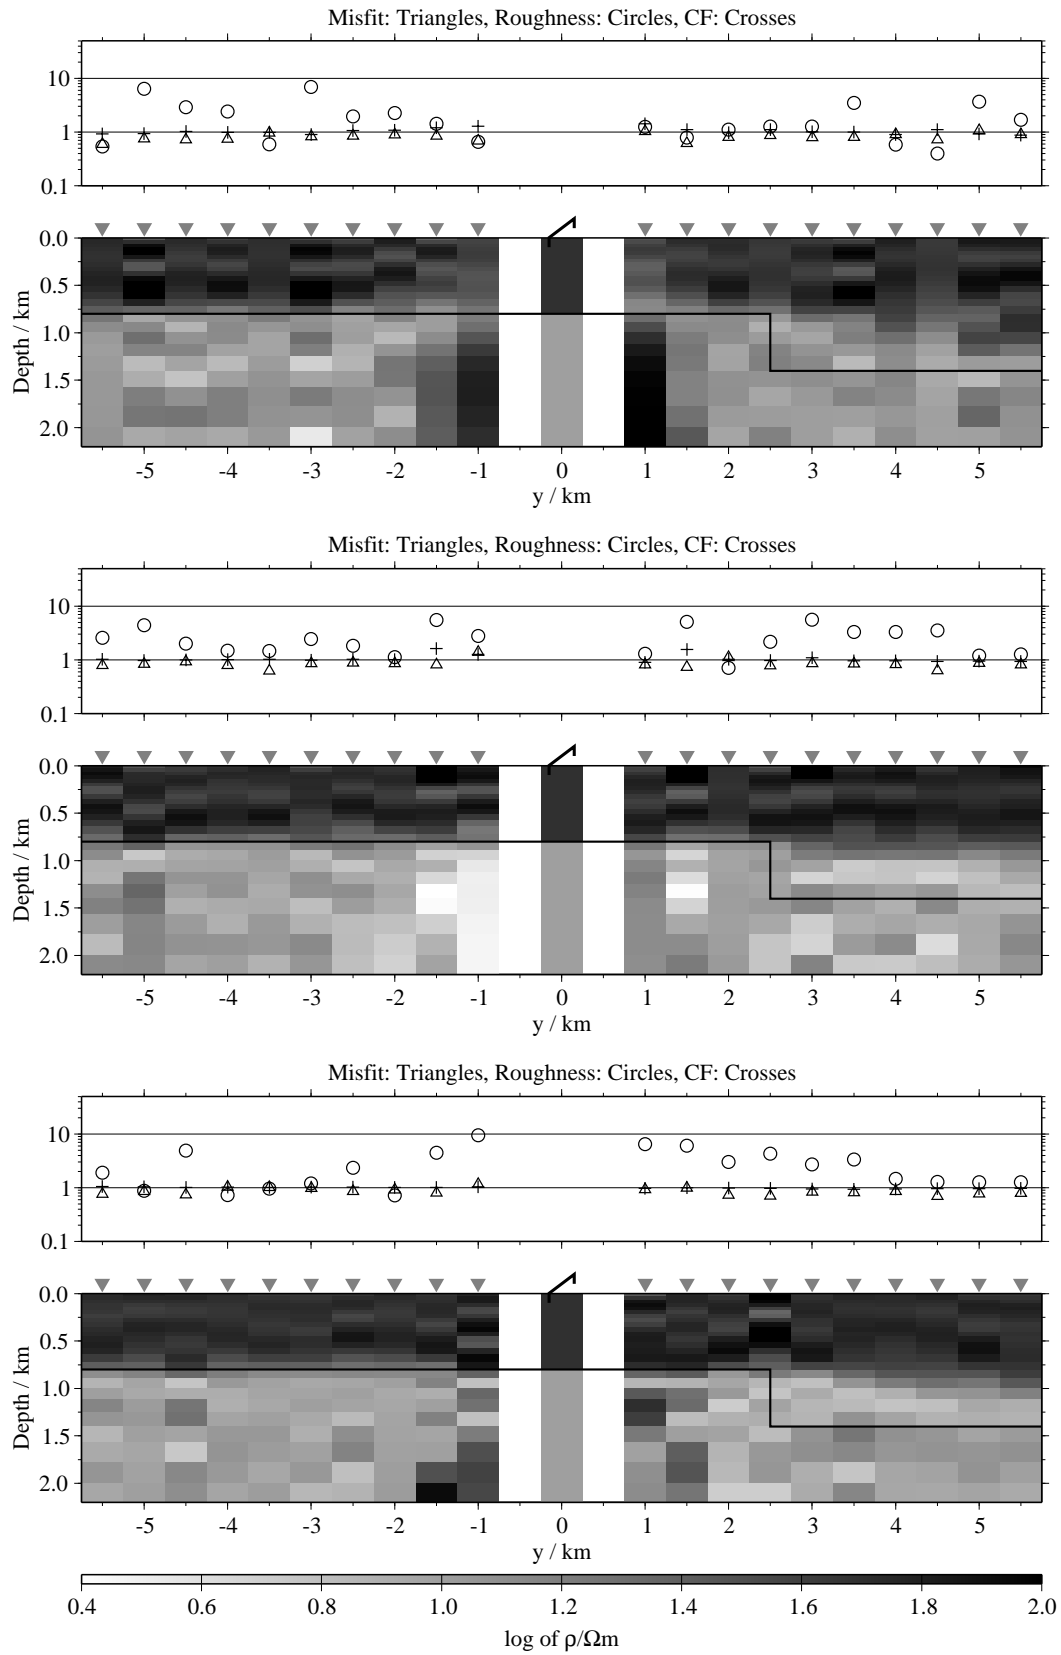 Misfit: Triangles, Roughness: Circles, CF: Crosses
10
1
0.1
0.0
0.5
1.0
1.5
2.0
Depth / km
-5 -4 -3 -2 -1 0 1 2 3 4 5
y / km
Misfit: Triangles, Roughness: Circles, CF: Crosses
10
1
0.1
0.0
0.5
1.0
1.5
2.0
Depth / km
-5 -4 -3 -2 -1 0 1 2 3 4 5
y / km
Misfit: Triangles, Roughness: Circles, CF: Crosses
10
1
0.1
0.0
0.5
1.0
1.5
2.0
Depth / km
-5 -4 -3 -2 -1 0 1 2 3 4 5
y / km
0.4 0.6 0.8 1.0 1.2 1.4 1.6 1.8 2.0
log of ρ/Ωm